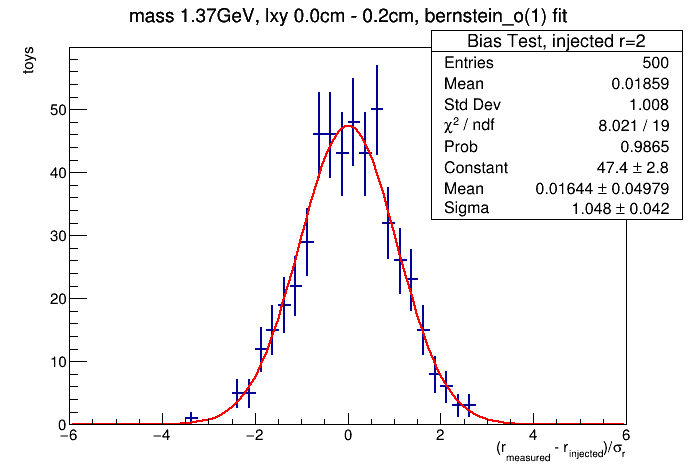 mass 1.37GeV, lxy 0.0cm - 0.2cm, bernstein_o(1) fit
toys
Bias Test, injected r=2
Entries 500
Mean 0.01859
Std Dev 1.008
χ² / ndf 8.021 / 19
Prob 0.9865
Constant 47.4 ± 2.8
Mean 0.01644 ± 0.04979
Sigma 1.048 ± 0.042
50
40
30
20
10
0
−6 −4 −2 0 2 4 6
(r_measured - r_injected)/σ_r